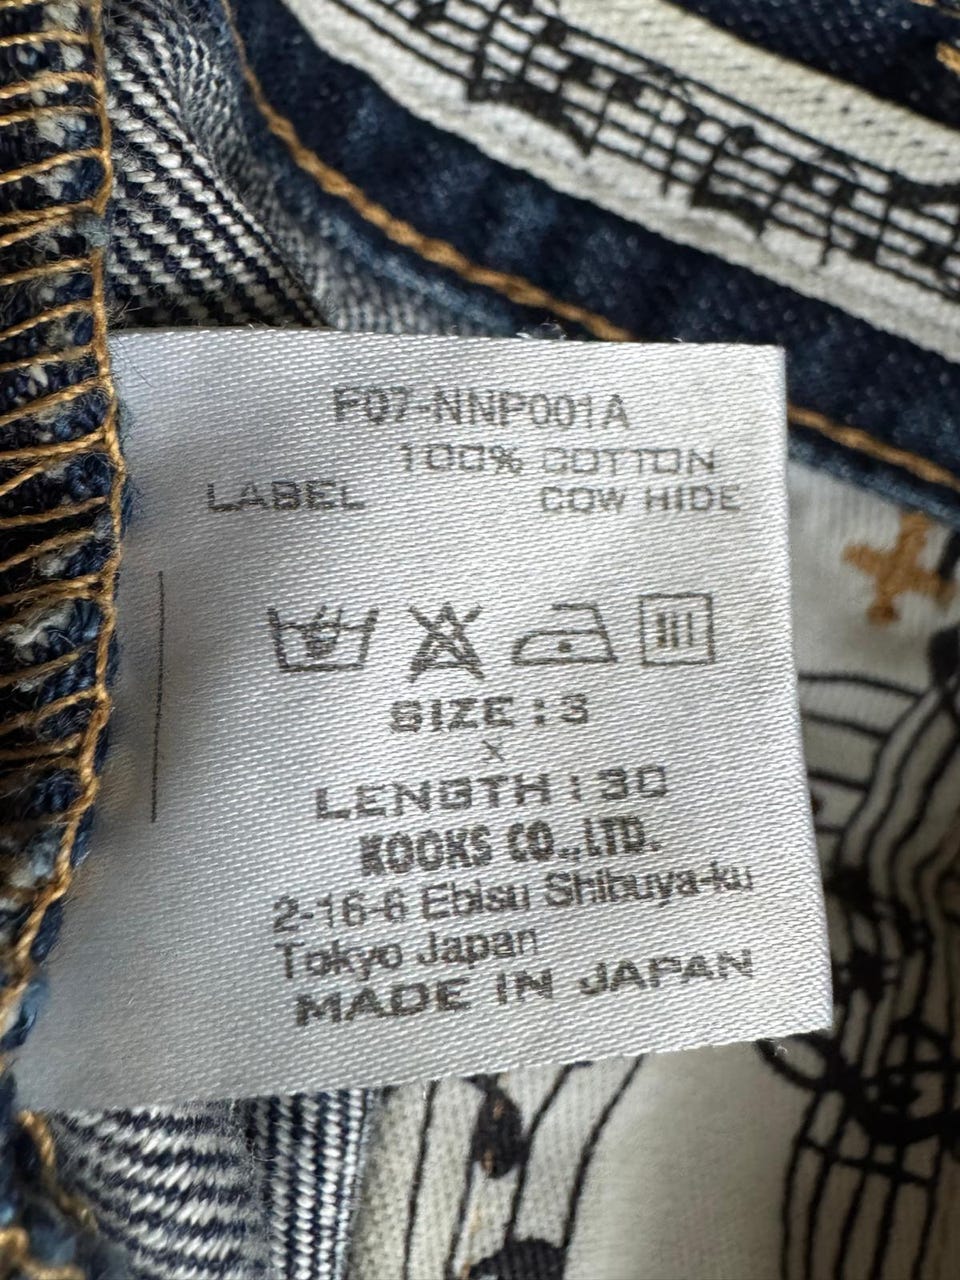 F07-NNP001A
100% COTTON
LABEL COW HIDE
SIZE : 3
X
LENGTH : 30
KOOKS CO.,LTD.
2-16-6 Ebisu Shibuya-ku
Tokyo Japan
MADE IN JAPAN